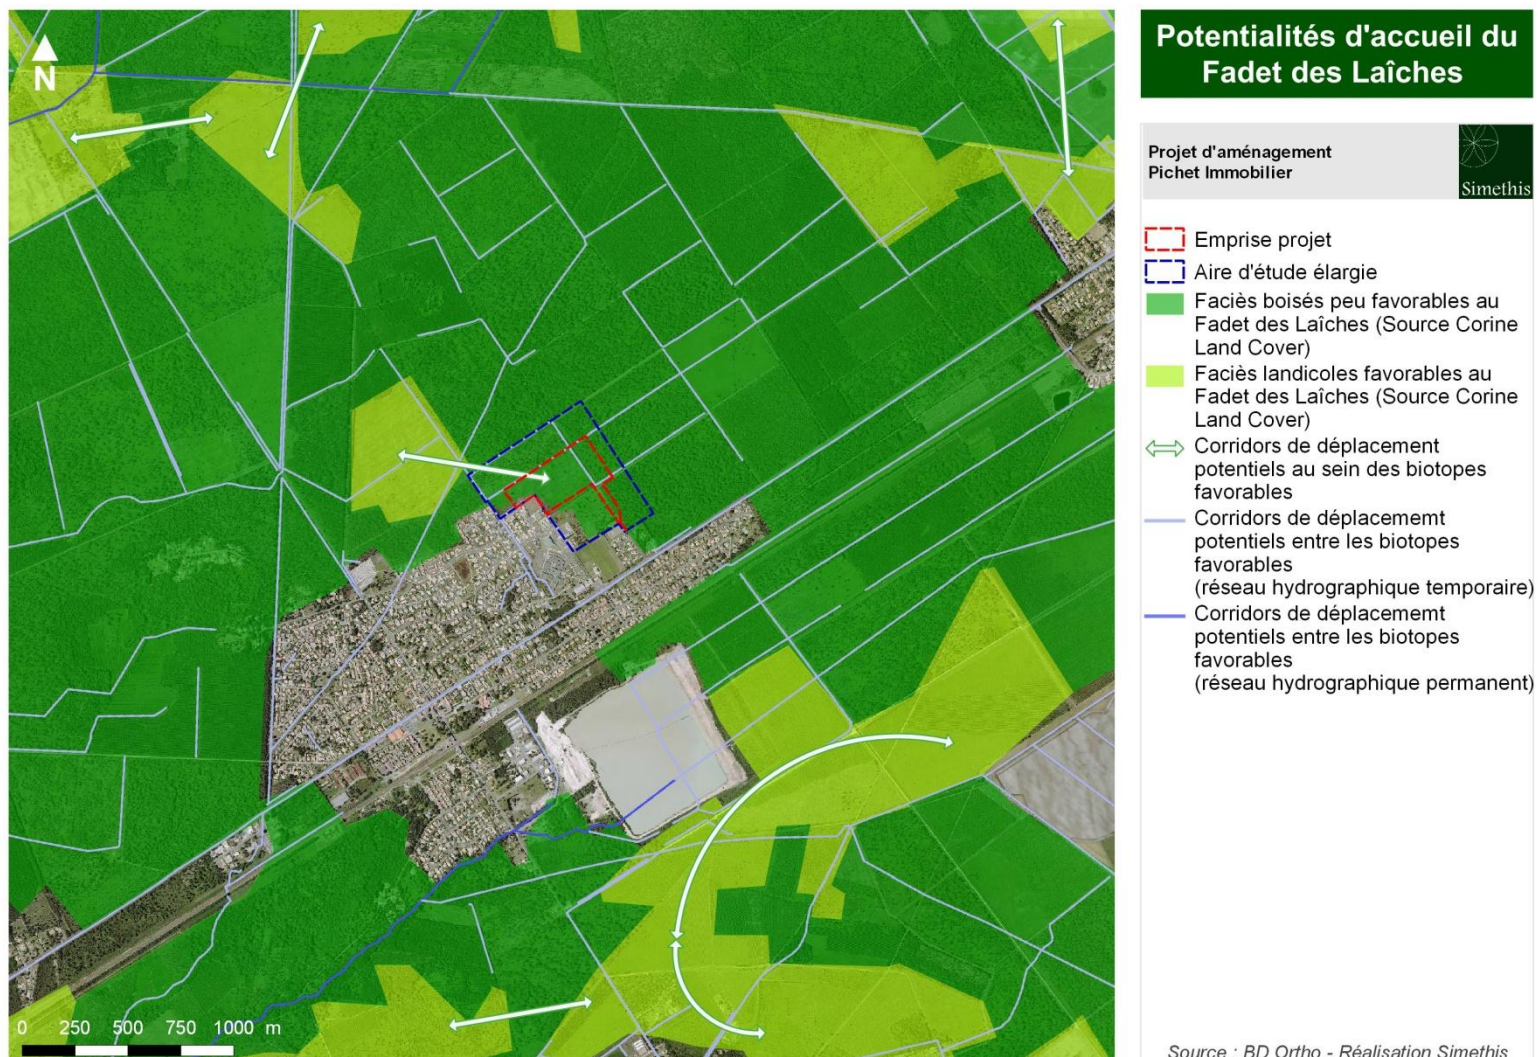 Potentialités d'accueil du
Fadet des Laîches
Projet d'aménagement
Pichet Immobilier
Simethis
Emprise projet
Aire d'étude élargie
Faciès boisés peu favorables au
Fadet des Laîches (Source Corine
Land Cover)
Faciès landicoles favorables au
Fadet des Laîches (Source Corine
Land Cover)
Corridors de déplacement
potentiels au sein des biotopes
favorables
Corridors de déplacememt
potentiels entre les biotopes
favorables
(réseau hydrographique temporaire)
Corridors de déplacememt
potentiels entre les biotopes
favorables
(réseau hydrographique permanent)
N
0 250 500 750 1000 m
Source : BD Ortho - Réalisation Simethis